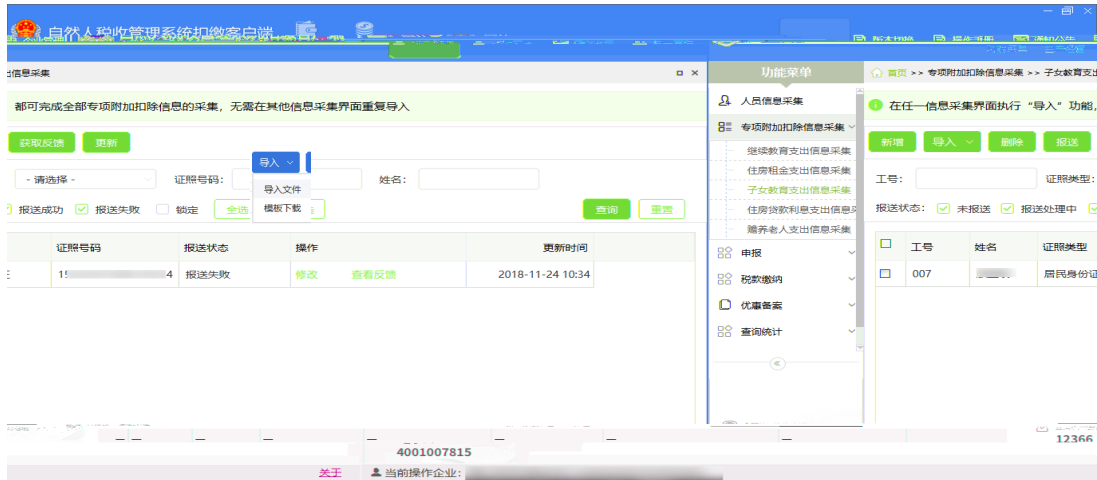 自然人税收管理系统扣缴客户端
出信息采集
都可完成全部专项附加扣除信息的采集，无需在其他信息采集界面重复导入
获取反馈 更新
导入
导入文件
模板下载
- 请选择 - 证照号码： 姓名：
报送成功 报送失败 锁定 全选 查询 重置
证照号码 报送状态 操作 更新时间
1 4 报送失败 修改 查看反馈 2018-11-24 10:34
功能菜单
人员信息采集
专项附加扣除信息采集
继续教育支出信息采集
住房租金支出信息采集
子女教育支出信息采集
住房贷款利息支出信息采
赡养老人支出信息采集
申报
税款缴纳
优惠备案
查询统计
首页 >> 专项附加扣除信息采集 >> 子女教育支出
在任一信息采集界面执行“导入”功能，
新增 导入 删除 报送
工号： 证照类型：
报送状态： 未报送 报送处理中
工号 姓名 证照类型
007 居民身份证
4001007815
12366
关于 当前操作企业：